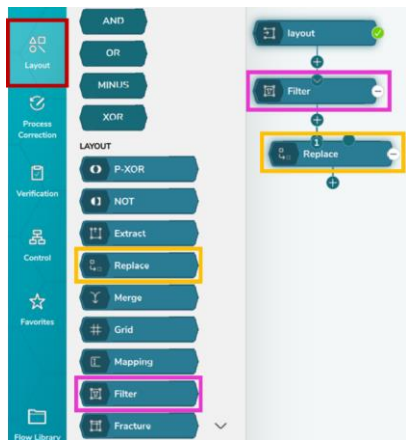 Layout
Process
Correction
Verification
Control
Favorites
Flow Library
AND
OR
MINUS
XOR
LAYOUT
P-XOR
NOT
Extract
Replace
Merge
Grid
Mapping
Filter
Fracture
layout
Filter
1
Replace